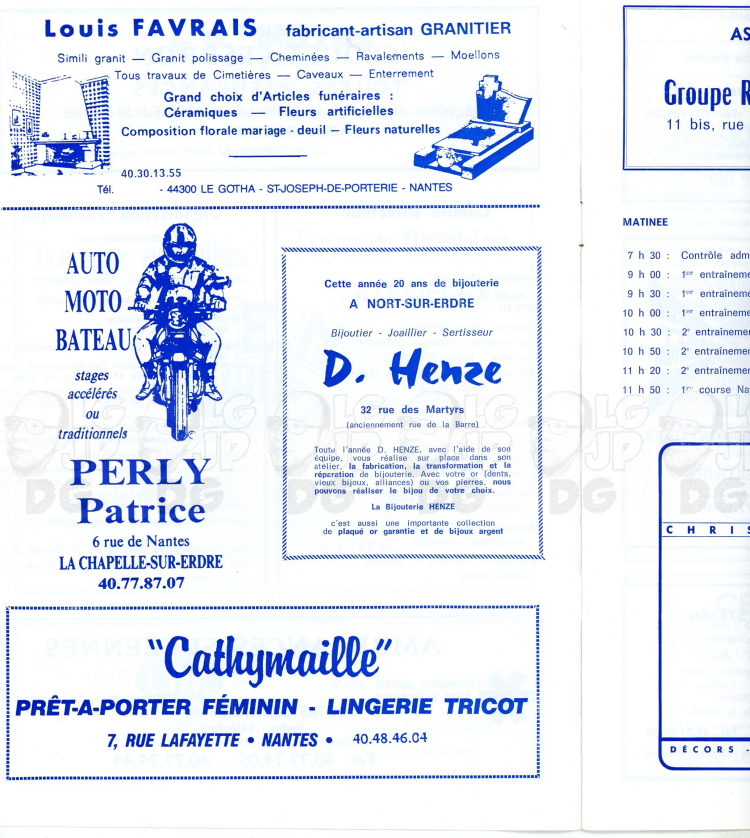 Louis FAVRAIS fabricant-artisan GRANITIER
Simili granit — Granit polissage — Cheminées — Ravalements — Moellons
Tous travaux de Cimetières — Caveaux — Enterrement
Grand choix d'Articles funéraires :
Céramiques — Fleurs artificielles
Composition florale mariage - deuil — Fleurs naturelles
40.30.13.55
Tél. - 44300 LE GOTHA - ST-JOSEPH-DE-PORTERIE - NANTES
AUTO
MOTO
BATEAU
stages
accélérés
ou
traditionnels
PERLY
Patrice
6 rue de Nantes
LA CHAPELLE-SUR-ERDRE
40.77.87.07
Cette année 20 ans de bijouterie
A NORT-SUR-ERDRE
Bijoutier - Joaillier - Sertisseur
D. Henze
32 rue des Martyrs
(anciennement rue de la Barre)
Toute l'année D. HENZE, avec l'aide de son
équipe, vous réalise sur place dans son
atelier, la fabrication, la transformation et la
réparation de bijouterie. Avec votre or (dents,
vieux bijoux, alliances) ou vos pierres, nous
pouvons réaliser le bijou de votre choix.
La Bijouterie HENZE
c'est aussi une importante collection
de plaqué or garantie et de bijoux argent
"Cathymaille"
PRÊT-A-PORTER FÉMININ - LINGERIE TRICOT
7, RUE LAFAYETTE • NANTES • 40.48.46.04
AS
Groupe R
11 bis, rue
MATINEE
7 h 30 : Contrôle adm
9 h 00 : 1er entraîneme
9 h 30 : 1er entraîneme
10 h 00 : 1er entraîneme
10 h 30 : 2e entraînemen
10 h 50 : 2e entraînemen
11 h 20 : 2e entraînemen
11 h 50 : 1re course Na
CHRIS
DÉCORS -
LG
JP
DG